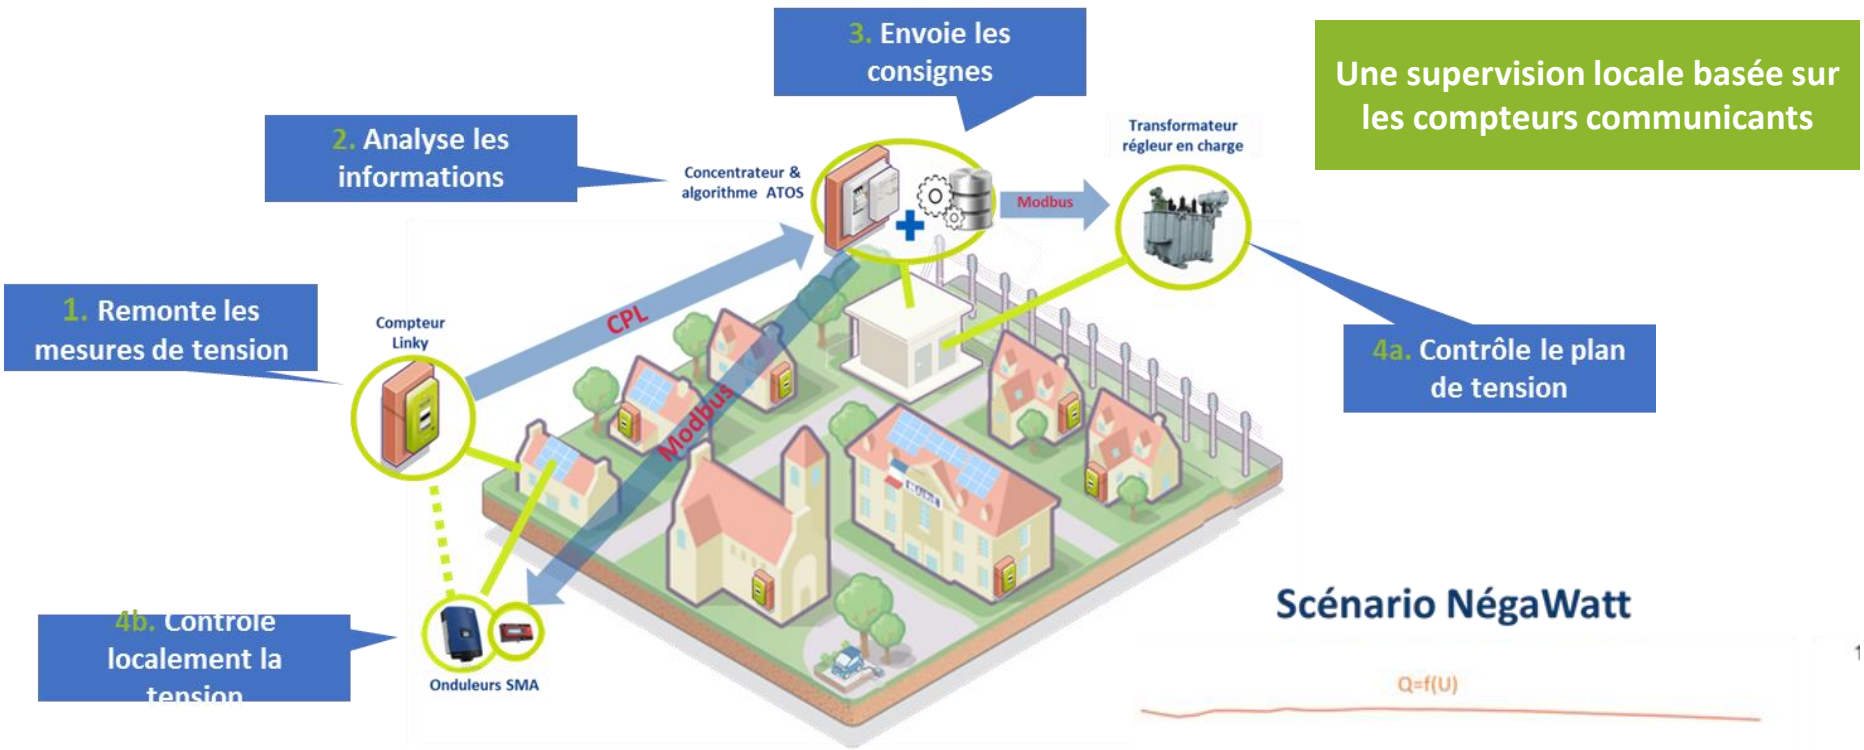 3. Envoie les
consignes
Une supervision locale basée sur
les compteurs communicants
2. Analyse les
informations
Concentrateur &
algorithme ATOS
Transformateur
régleur en charge
Modbus
1. Remonte les
mesures de tension
Compteur
Linky
CPL
Modbus
4a. Contrôle le plan
de tension
4b. Contrôle
localement la
tension
Onduleurs SMA
Scénario NégaWatt
Q=f(U)